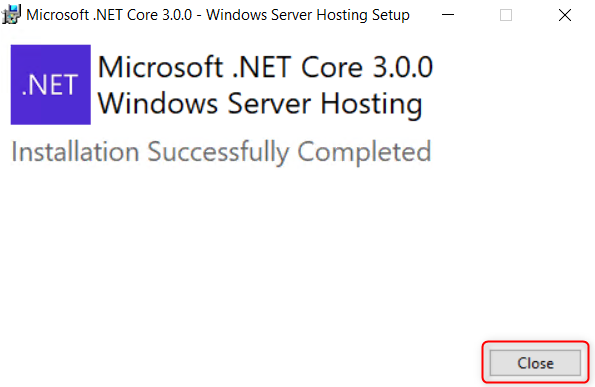 Microsoft .NET Core 3.0.0 - Windows Server Hosting Setup
.NET
Microsoft .NET Core 3.0.0
Windows Server Hosting
Installation Successfully Completed
Close